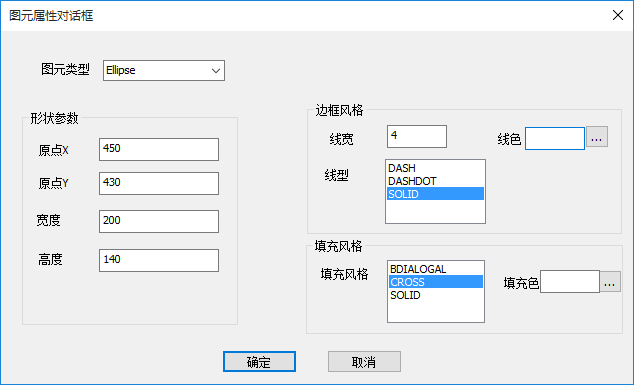 图元属性对话框
图元类型 Ellipse
形状参数
原点X 450
原点Y 430
宽度 200
高度 140
边框风格
线宽 4 线色 ...
线型
DASH
DASHDOT
SOLID
填充风格
填充风格
BDIALOGAL
CROSS
SOLID
填充色 ...
确定 取消